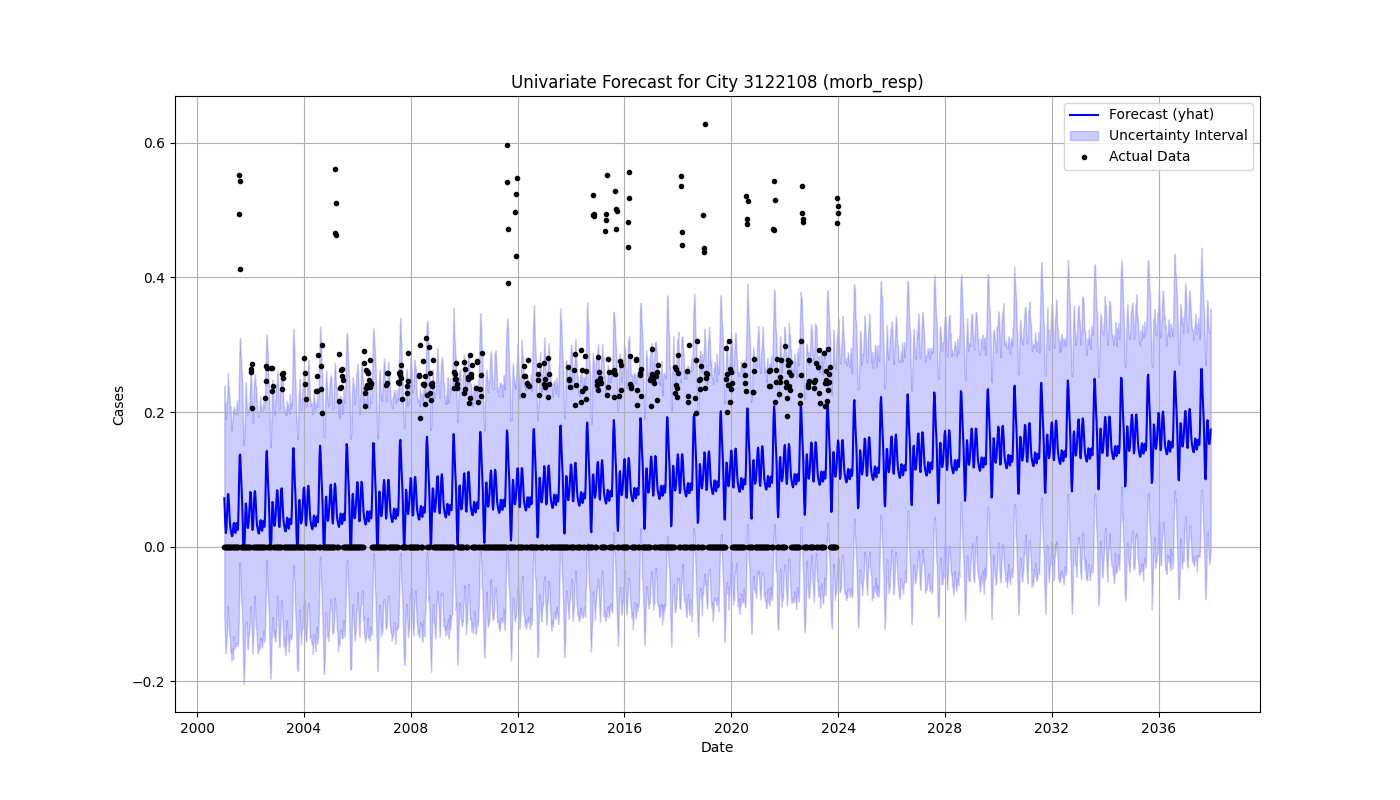 Univariate Forecast for City 3122108 (morb_resp)
Forecast (yhat)
Uncertainty Interval
Actual Data
Cases
0.6
0.4
0.2
0.0
−0.2
2000 2004 2008 2012 2016 2020 2024 2028 2032 2036
Date